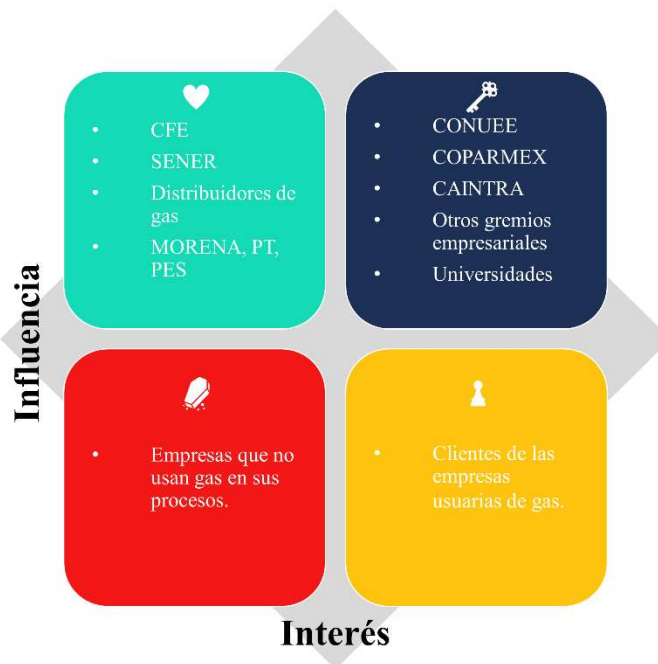 CFE
SENER
Distribuidores de
gas
MORENA, PT,
PES
CONUEE
COPARMEX
CAINTRA
Otros gremios
empresariales
Universidades
Influencia
Empresas que no
usan gas en sus
procesos.
Clientes de las
empresas
usuarias de gas.
Interés